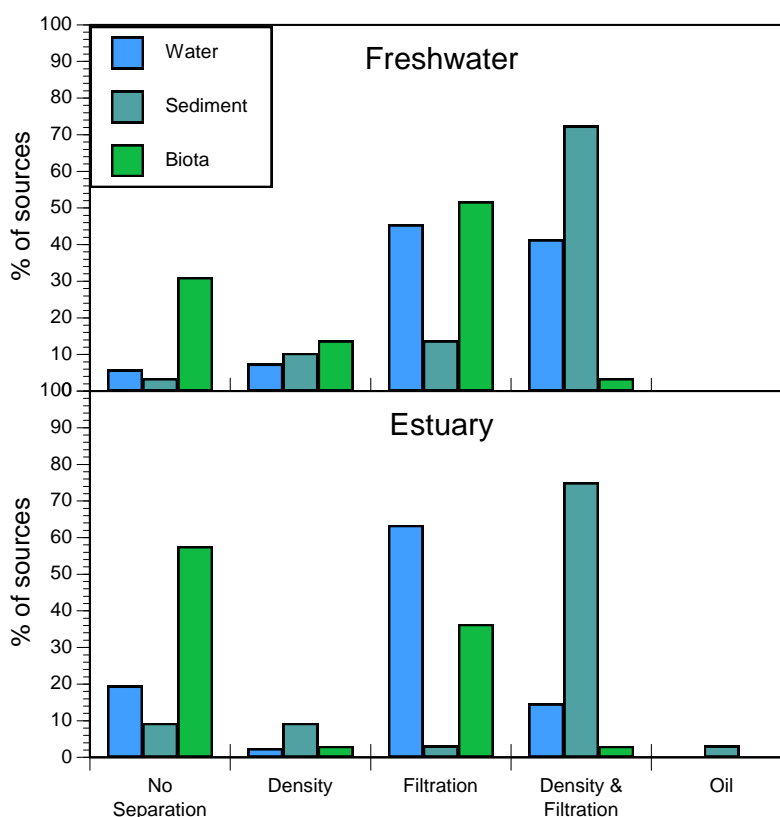 100
90
80
70
60
50
40
30
20
10
% of sources
Water
Sediment
Biota
Freshwater
100
0
90
80
70
60
50
40
30
20
10
0
% of sources
Estuary
No Separation
Density
Filtration
Density & Filtration
Oil